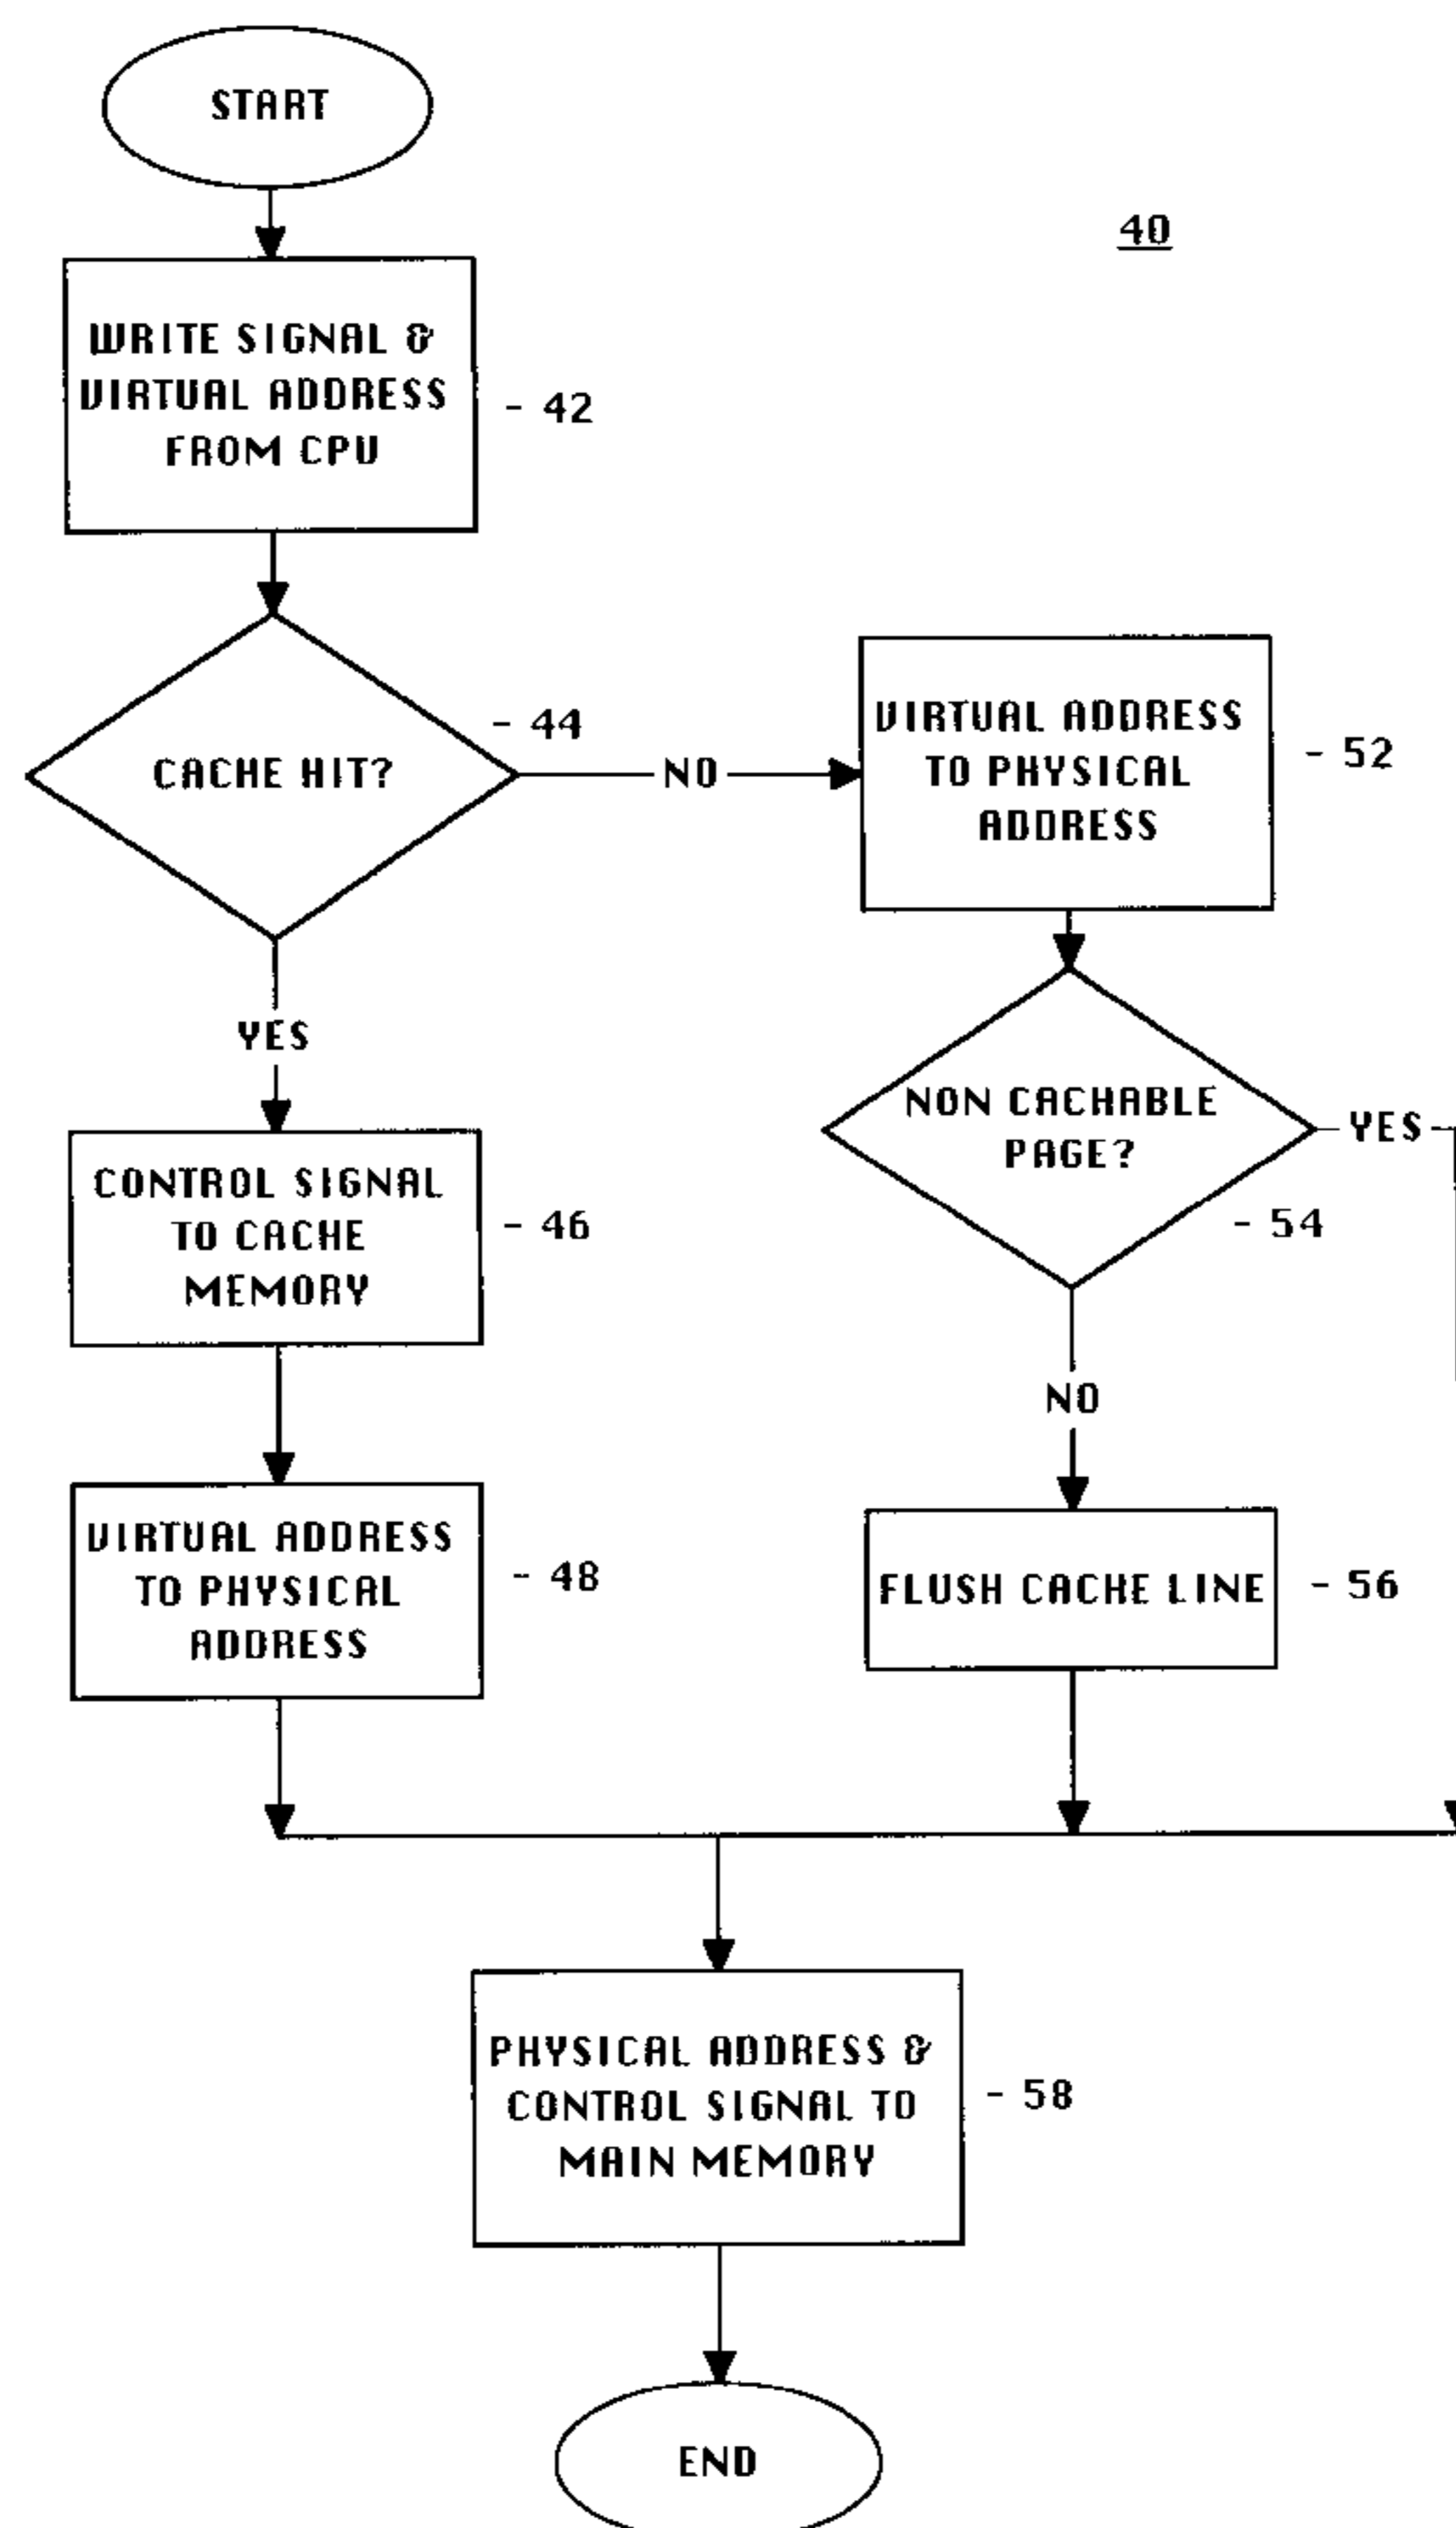 START
40
WRITE SIGNAL &
VIRTUAL ADDRESS
FROM CPU
- 42
CACHE HIT?
- 44
NO
VIRTUAL ADDRESS
TO PHYSICAL
ADDRESS
- 52
YES
NON CACHABLE
PAGE?
YES
- 54
CONTROL SIGNAL
TO CACHE
MEMORY
- 46
NO
VIRTUAL ADDRESS
TO PHYSICAL
ADDRESS
- 48
FLUSH CACHE LINE
- 56
PHYSICAL ADDRESS &
CONTROL SIGNAL TO
MAIN MEMORY
- 58
END